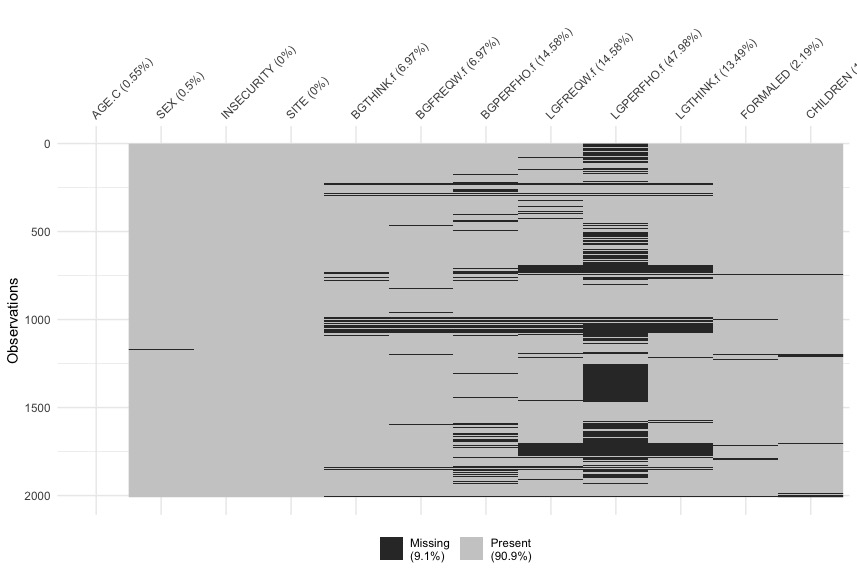 AGE.C (0.55%)
SEX (0.5%)
INSECURITY (0%)
SITE (0%)
BGTHINK.f (6.97%)
BGFREQW.f (6.97%)
BGPERFHO.f (14.58%)
LGFREQW.f (14.58%)
LGPERFHO.f (47.98%)
LGTHINK.f (13.49%)
FORMALED (2.19%)
CHILDREN (
Observations
0
500
1000
1500
2000
Missing
(9.1%)
Present
(90.9%)